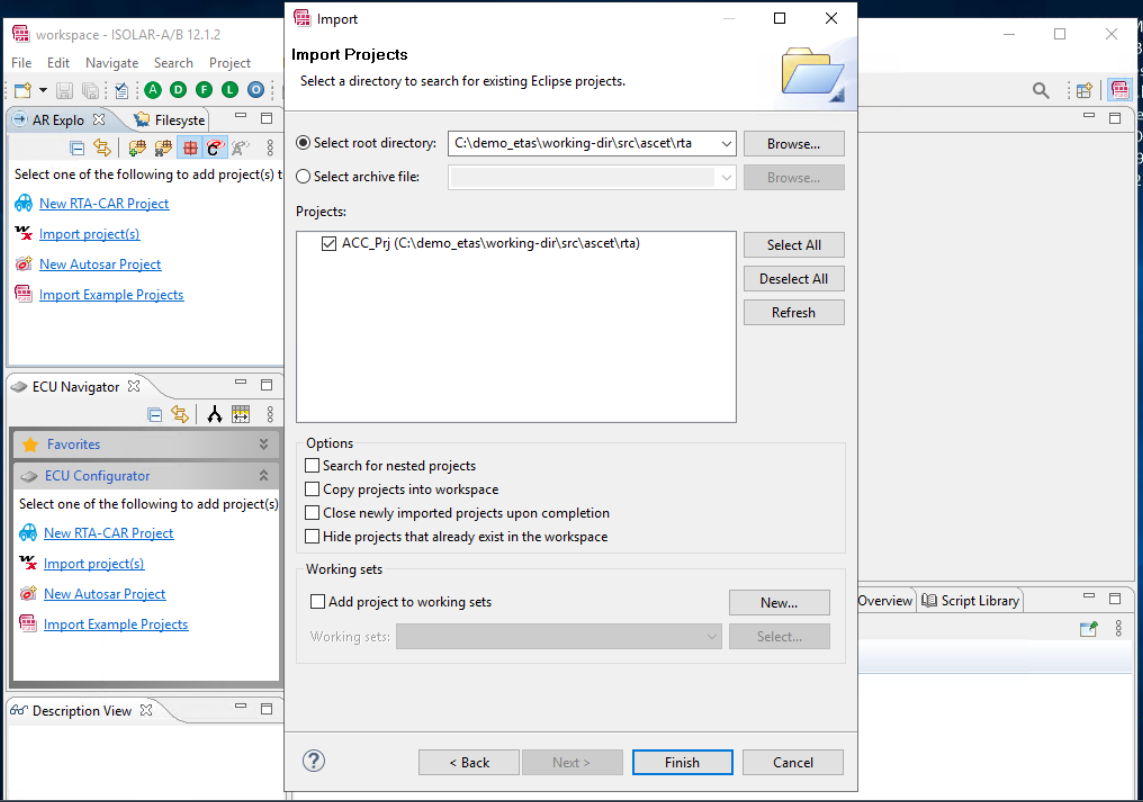 Import
workspace - ISOLAR-A/B 12.1.2
File Edit Navigate Search Project
Import Projects
Select a directory to search for existing Eclipse projects.
A D F L O
AR Explo
Filesyste
Select one of the following to add project(s) t
New RTA-CAR Project
Import project(s)
New Autosar Project
Import Example Projects
Select root directory:
C:\demo_etas\working-dir\src\ascet\rta
Browse...
Select archive file:
Browse...
Projects:
ACC_Prj (C:\demo_etas\working-dir\src\ascet\rta)
Select All
Deselect All
Refresh
ECU Navigator
Favorites
ECU Configurator
Select one of the following to add project(s)
New RTA-CAR Project
Import project(s)
New Autosar Project
Import Example Projects
Options
Search for nested projects
Copy projects into workspace
Close newly imported projects upon completion
Hide projects that already exist in the workspace
Working sets
Add project to working sets
New...
Working sets:
Select...
Overview
Script Library
Description View
< Back
Next >
Finish
Cancel